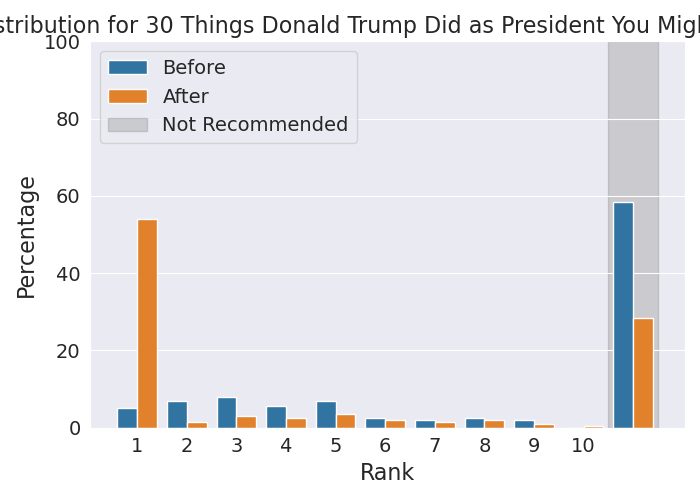 stribution for 30 Things Donald Trump Did as President You Migh
100
80
60
40
20
0
Percentage
Before
After
Not Recommended
1 2 3 4 5 6 7 8 9 10
Rank